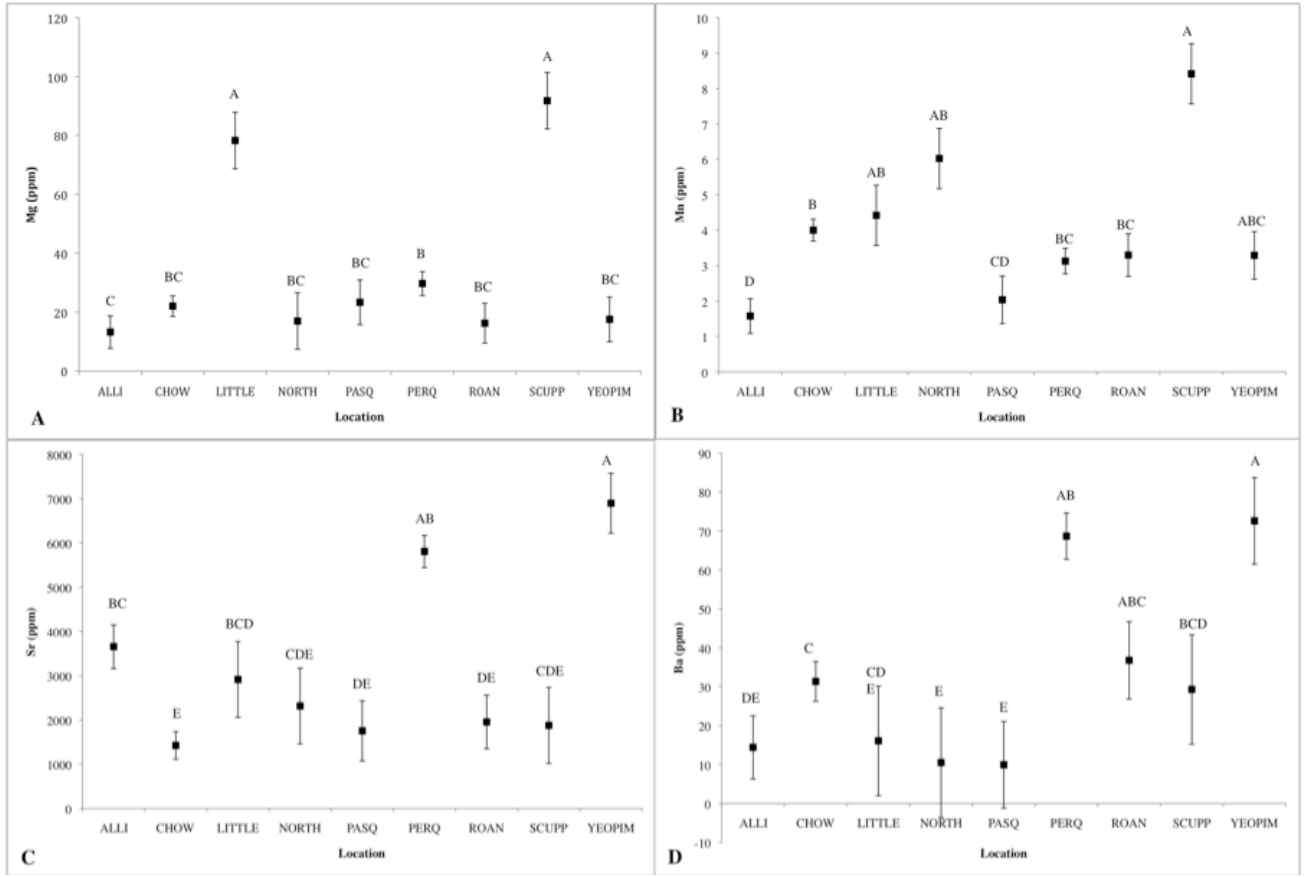 120
100
80
60
40
20
0
Mg (ppm)
C
BC
A
BC
BC
B
BC
A
BC
ALLI CHOW LITTLE NORTH PASQ PERQ ROAN SCUPP YEOPIM
Location
A
10
9
8
7
6
5
4
3
2
1
0
Mn (ppm)
D
B
AB
AB
CD
BC
BC
A
ABC
ALLI CHOW LITTLE NORTH PASQ PERQ ROAN SCUPP YEOPIM
Location
B
8000
7000
6000
5000
4000
3000
2000
1000
0
Sr (ppm)
BC
E
BCD
CDE
DE
AB
DE
CDE
A
ALLI CHOW LITTLE NORTH PASQ PERQ ROAN SCUPP YEOPIM
Location
C
90
80
70
60
50
40
30
20
10
0
-10
Ba (ppm)
DE
C
CD
E
E
E
AB
ABC
BCD
A
ALLI CHOW LITTLE NORTH PASQ PERQ ROAN SCUPP YEOPIM
Location
D